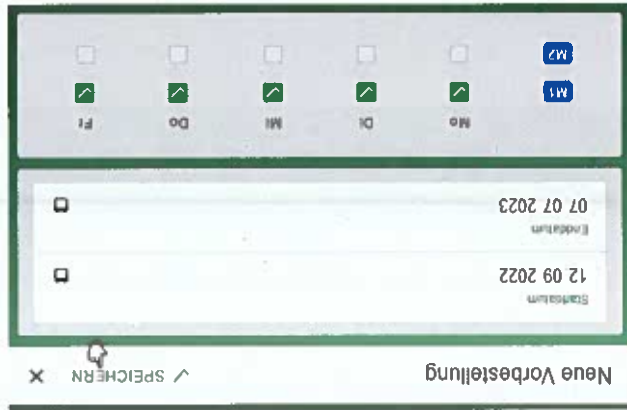 Neue Vorbestellung ✓ SPEICHERN ✕
Startdatum
12 09 2022
Enddatum
07 07 2023
Mo Di Mi Do Fr
M1
M2